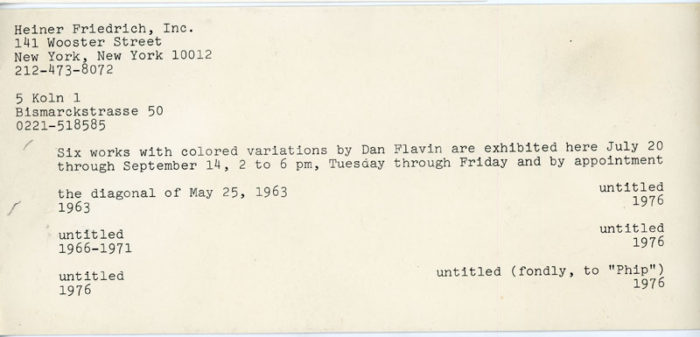 Heiner Friedrich, Inc.
141 Wooster Street
New York, New York 10012
212-473-8072
5 Koln 1
Bismarckstrasse 50
0221-518585
Six works with colored variations by Dan Flavin are exhibited here July 20
through September 14, 2 to 6 pm, Tuesday through Friday and by appointment
the diagonal of May 25, 1963
1963
untitled
1966-1971
untitled
1976
untitled
1976
untitled
1976
untitled (fondly, to "Phip")
1976